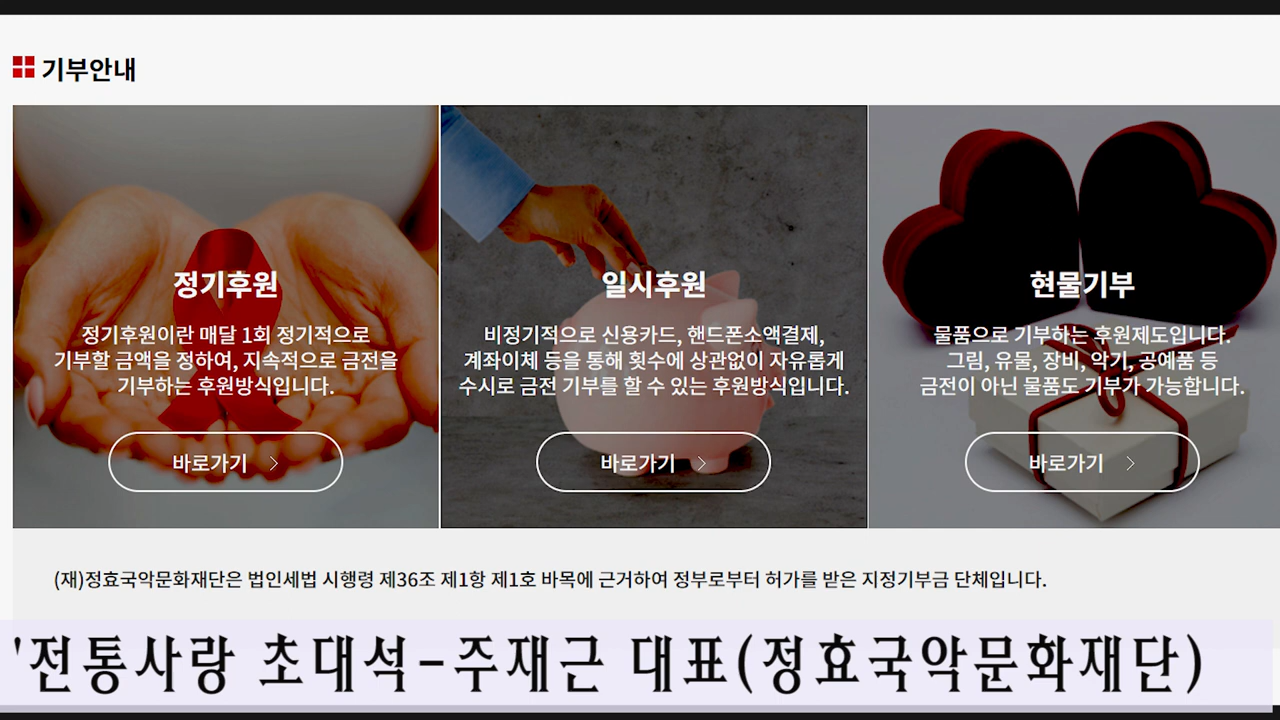 기부안내
정기후원
정기후원이란 매달 1회 정기적으로
기부할 금액을 정하여, 지속적으로 금전을
기부하는 후원방식입니다.
바로가기
일시후원
비정기적으로 신용카드, 핸드폰소액결제,
계좌이체 등을 통해 횟수에 상관없이 자유롭게
수시로 금전 기부를 할 수 있는 후원방식입니다.
바로가기
현물기부
물품으로 기부하는 후원제도입니다.
그림, 유물, 장비, 악기, 공예품 등
금전이 아닌 물품도 기부가 가능합니다.
바로가기
(재)정효국악문화재단은 법인세법 시행령 제36조 제1항 제1호 바목에 근거하여 정부로부터 허가를 받은 지정기부금 단체입니다.
'전통사랑 초대석-주재근 대표(정효국악문화재단)